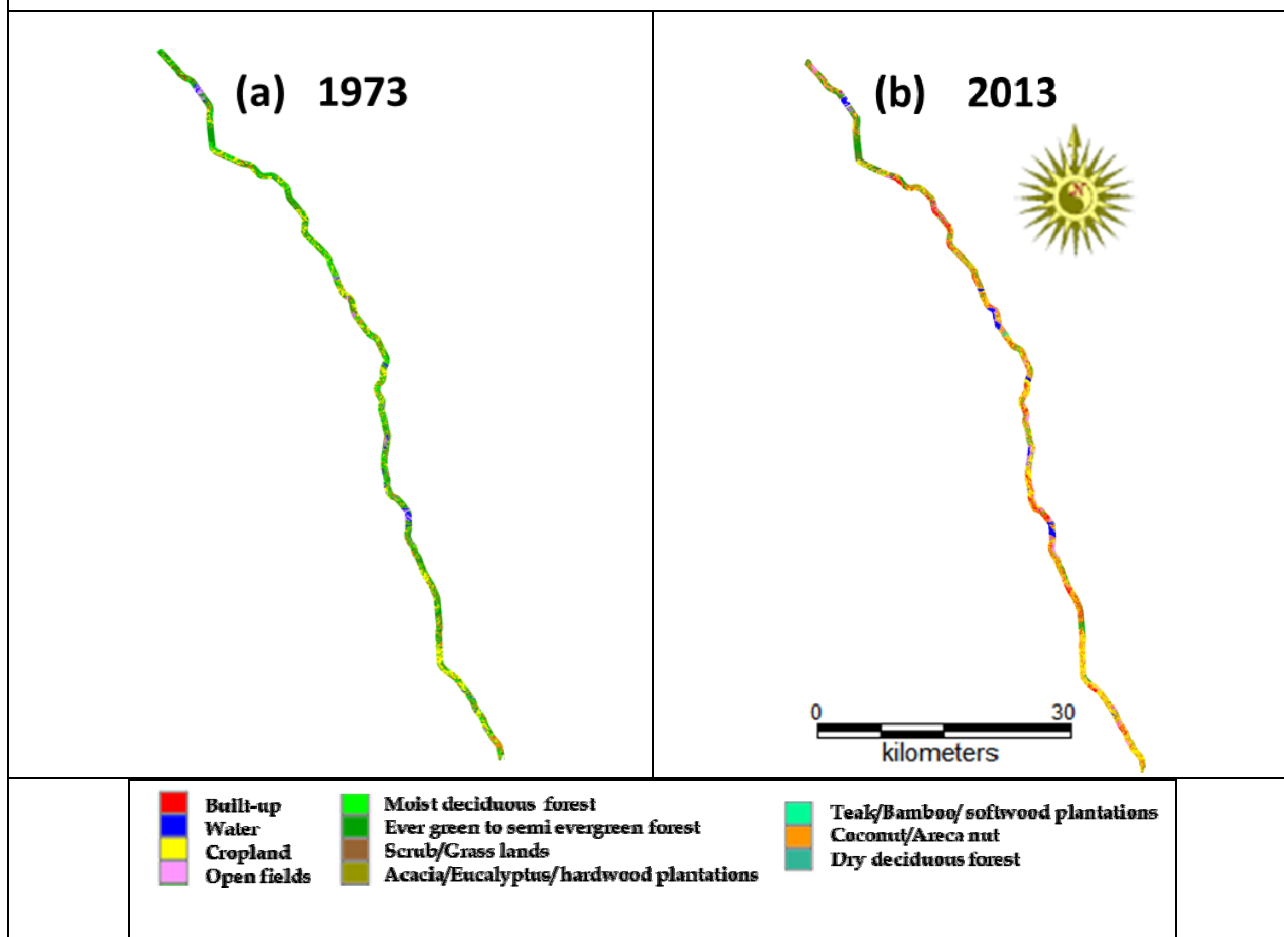 (a) 1973
(b) 2013
N
0 30
kilometers
Built-up
Water
Cropland
Open fields
Moist deciduous forest
Ever green to semi evergreen forest
Scrub/Grass lands
Acacia/Eucalyptus/hardwood plantations
Teak/Bamboo/ softwood plantations
Coconut/Areca nut
Dry deciduous forest